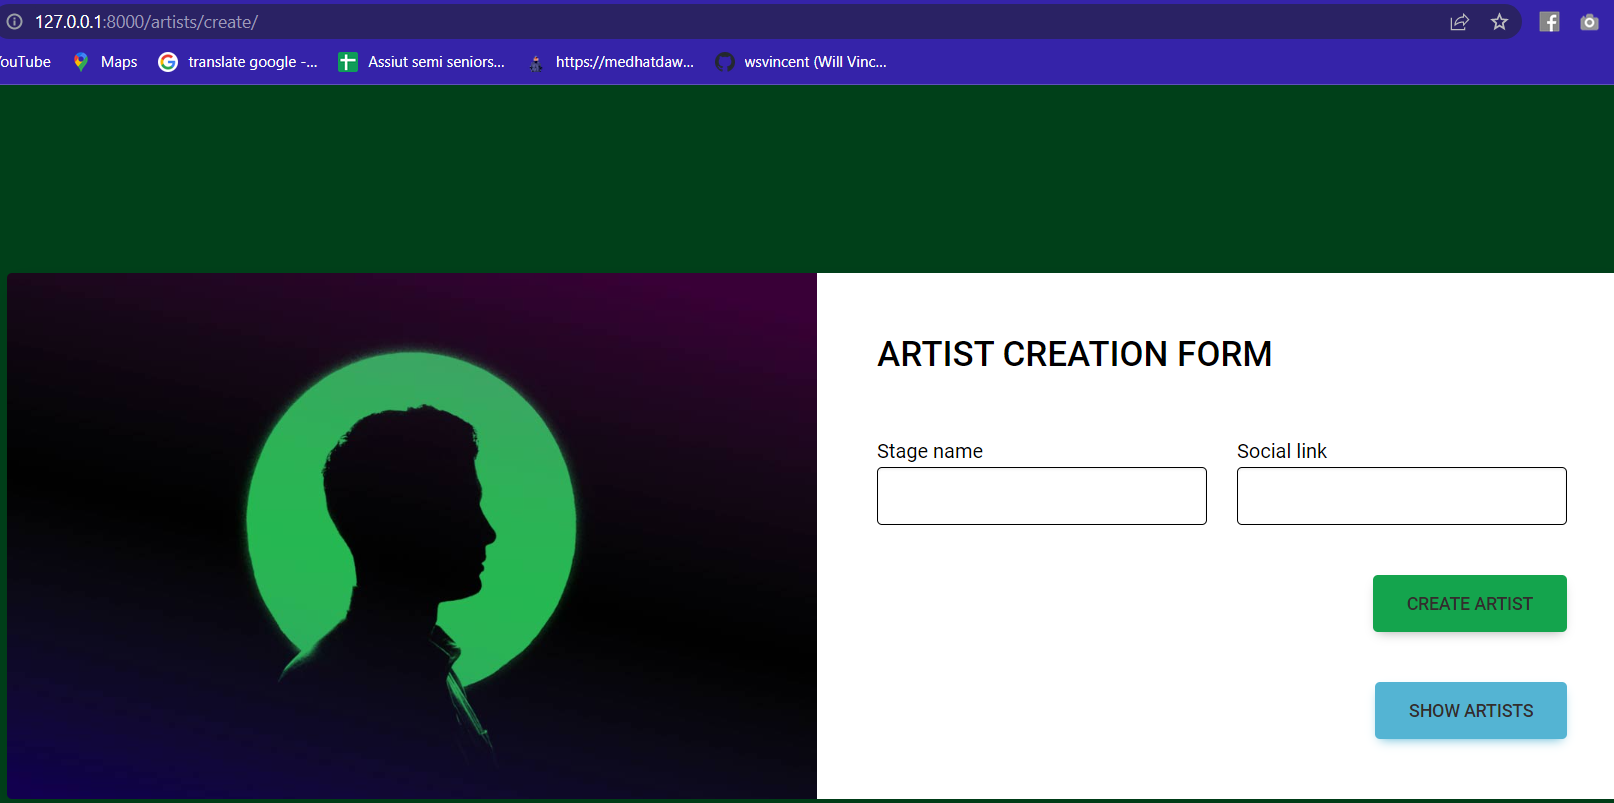 127.0.0.1:8000/artists/create/
ouTube Maps translate google -... Assiut semi seniors... https://medhatdaw... wsvincent (Will Vinc...
ARTIST CREATION FORM
Stage name Social link
CREATE ARTIST
SHOW ARTISTS